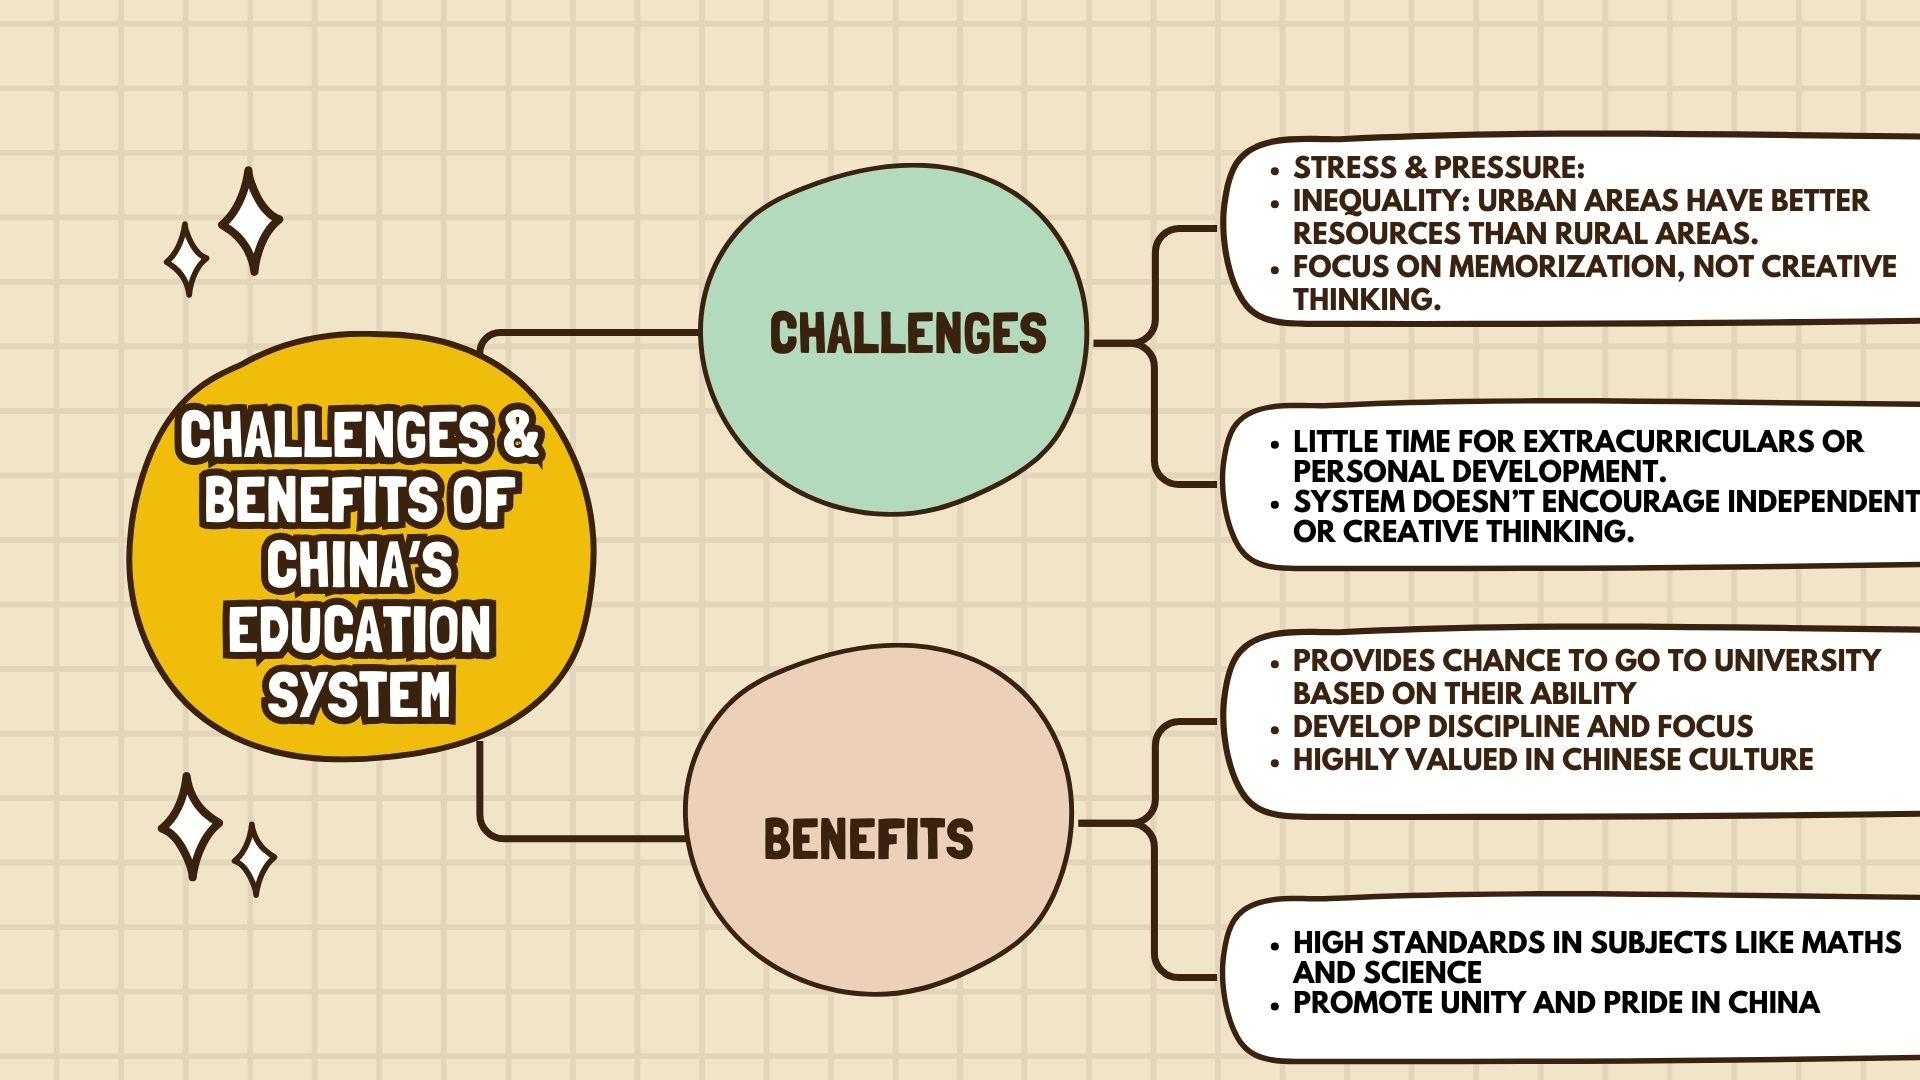 CHALLENGES &
BENEFITS OF
CHINA'S
EDUCATION
SYSTEM
CHALLENGES
• STRESS & PRESSURE:
• INEQUALITY: URBAN AREAS HAVE BETTER
RESOURCES THAN RURAL AREAS.
• FOCUS ON MEMORIZATION, NOT CREATIVE
THINKING.
• LITTLE TIME FOR EXTRACURRICULARS OR
PERSONAL DEVELOPMENT.
• SYSTEM DOESN'T ENCOURAGE INDEPENDENT
OR CREATIVE THINKING.
BENEFITS
• PROVIDES CHANCE TO GO TO UNIVERSITY
BASED ON THEIR ABILITY
• DEVELOP DISCIPLINE AND FOCUS
• HIGHLY VALUED IN CHINESE CULTURE
• HIGH STANDARDS IN SUBJECTS LIKE MATHS
AND SCIENCE
• PROMOTE UNITY AND PRIDE IN CHINA